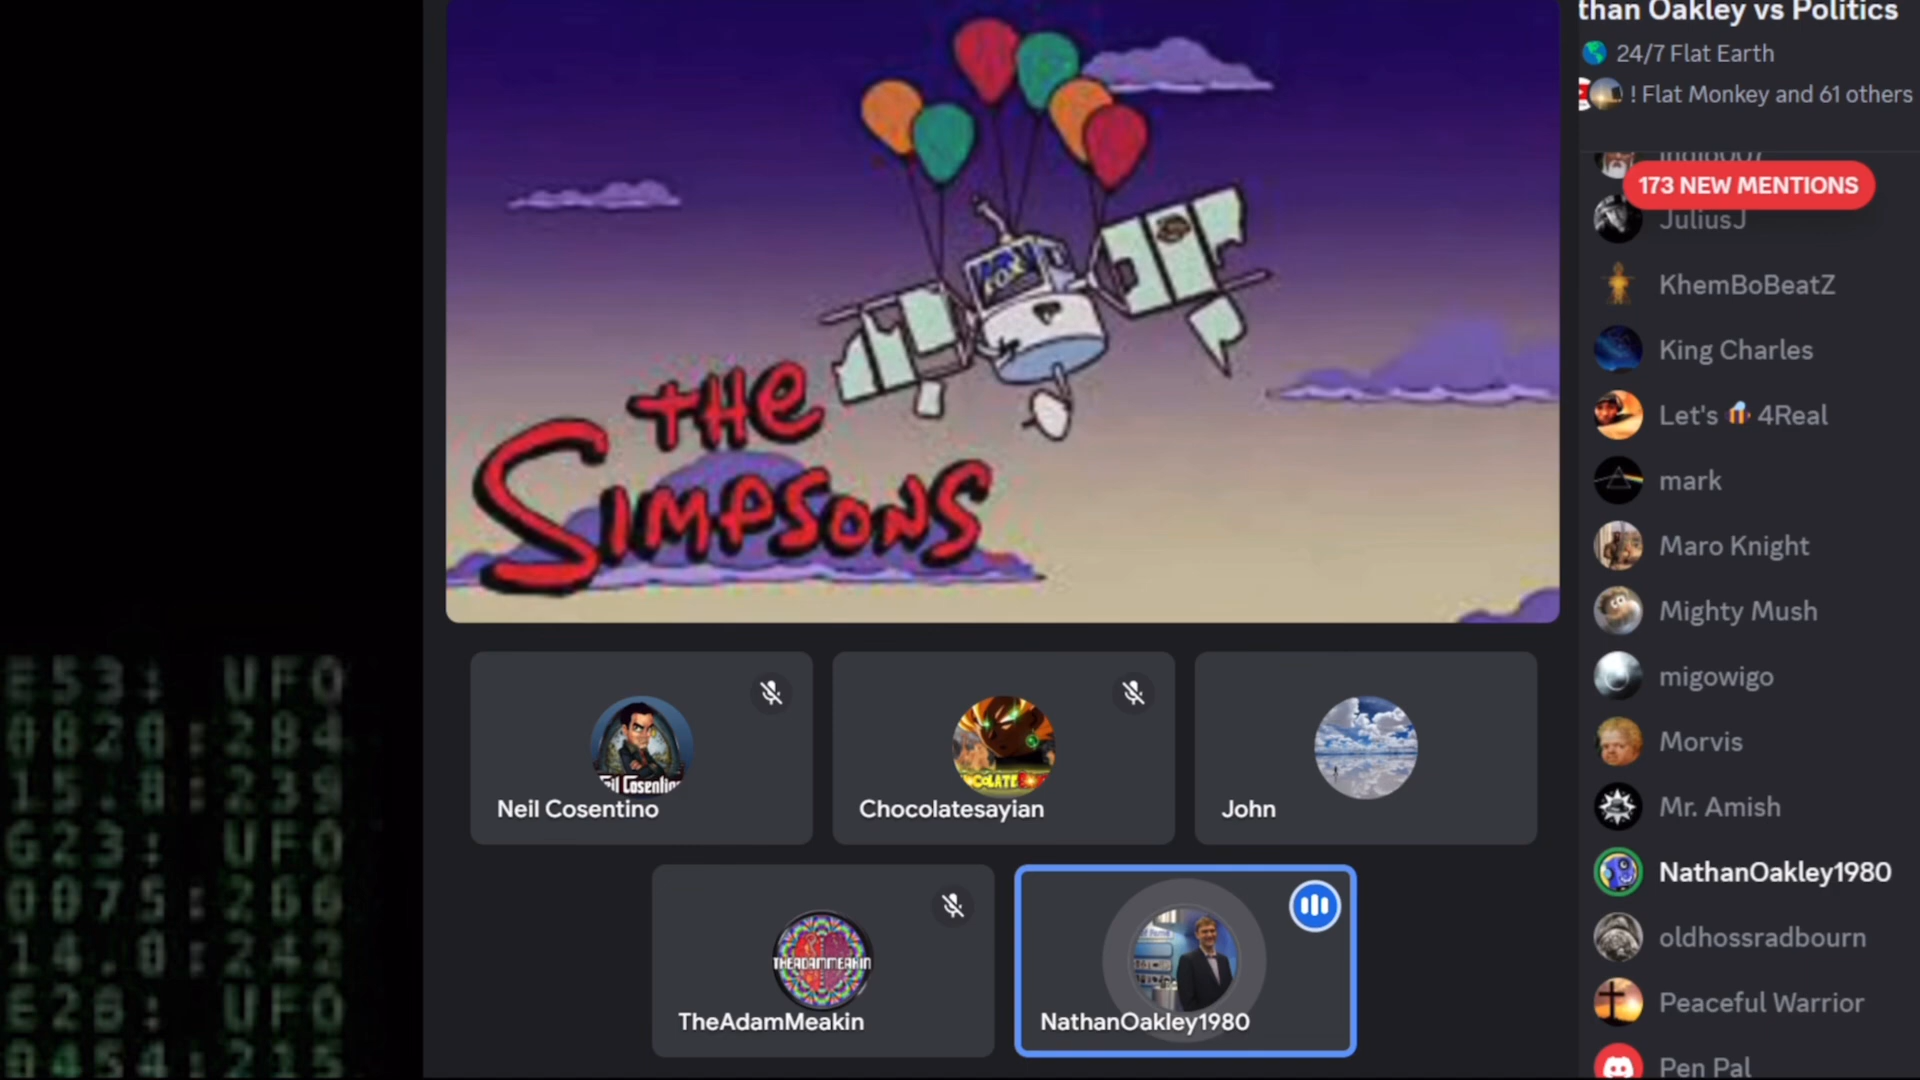 than Oakley vs Politics
24/7 Flat Earth
! Flat Monkey and 61 others
173 NEW MENTIONS
JuliusJ
KhemBoBeatZ
King Charles
Let's 4Real
mark
Maro Knight
Mighty Mush
migowigo
Morvis
Mr. Amish
NathanOakley1980
oldhossradbourn
Peaceful Warrior
Pen Pal
THE
SIMPSONS
FOX
Neil Cosentino
Chocolatesayian
John
THEADAMMEAKIN
TheAdamMeakin
NathanOakley1980
E53: UFO
0820:284
15.8:239
G23: UFO
0075:266
14.0:242
E28: UFO
0454:215